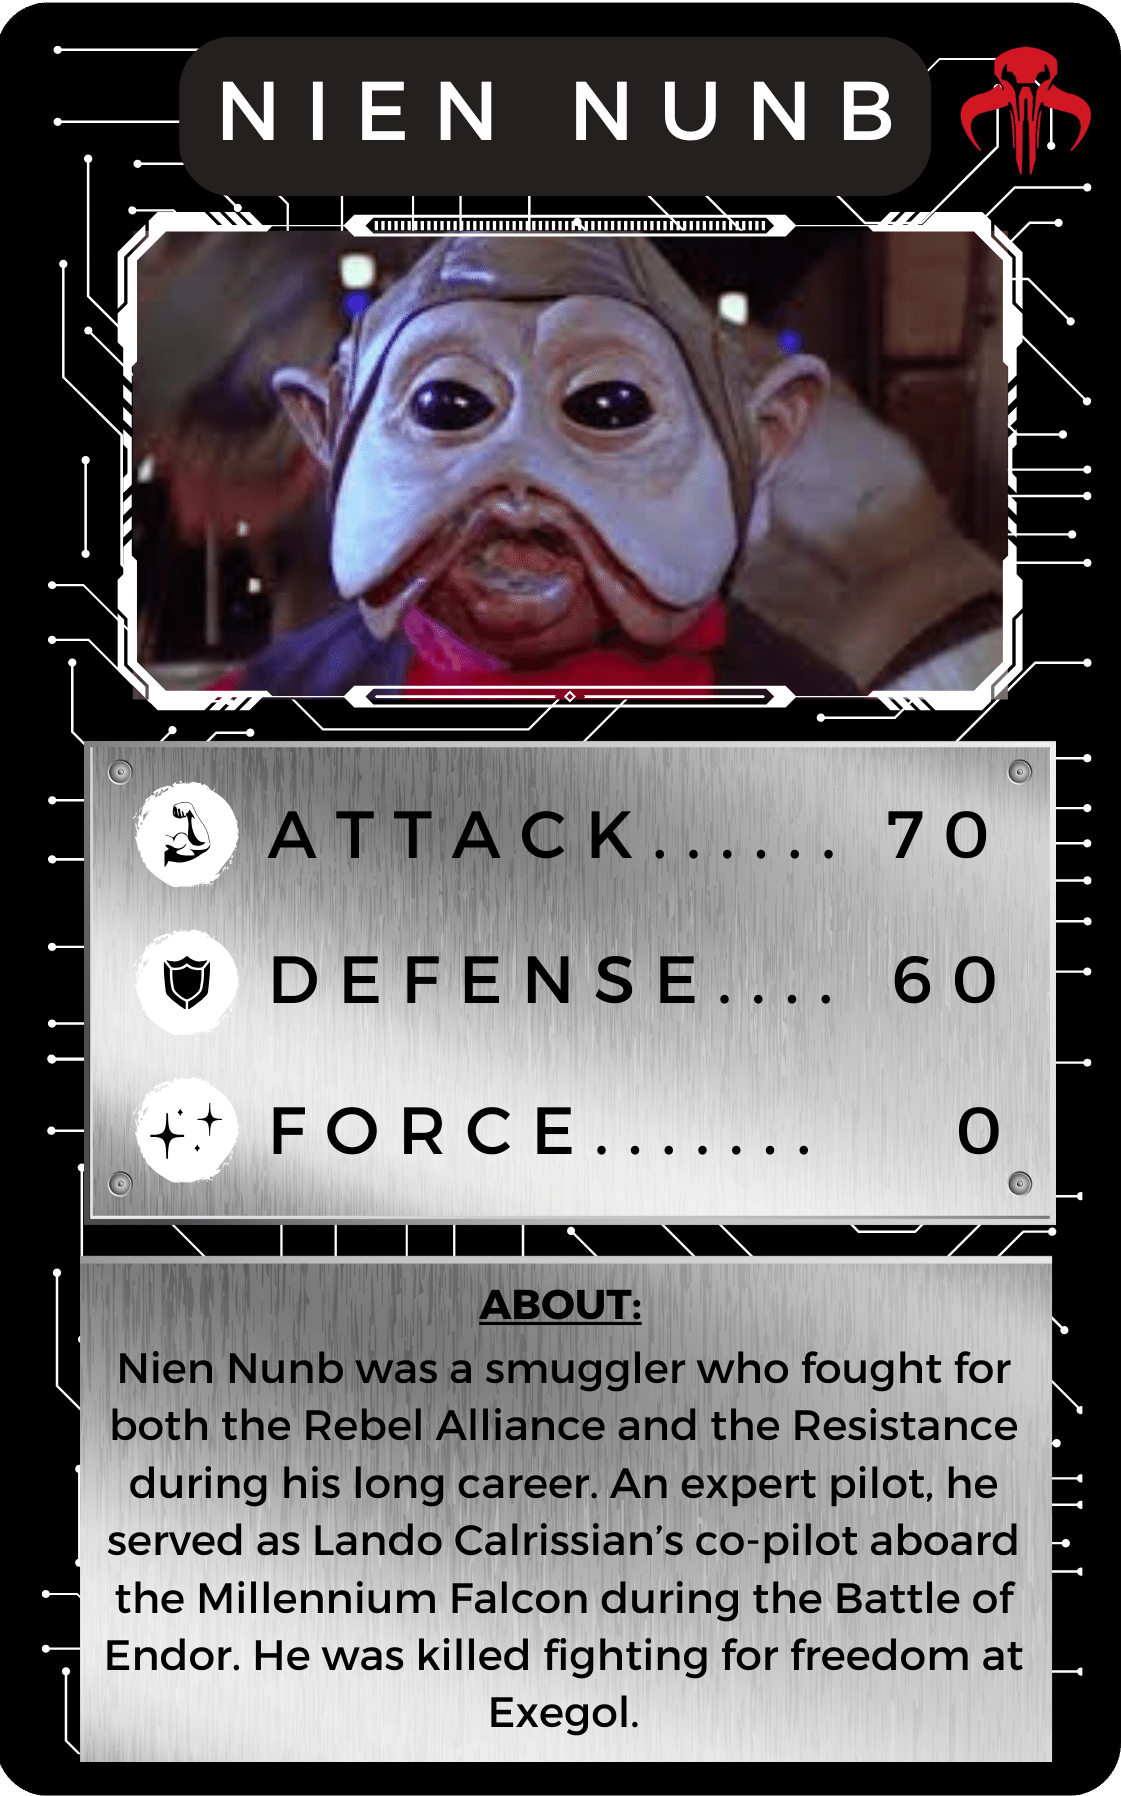 NIEN NUNB
ATTACK...... 70
DEFENSE.... 60
FORCE....... 0
ABOUT:
Nien Nunb was a smuggler who fought for
both the Rebel Alliance and the Resistance
during his long career. An expert pilot, he
served as Lando Calrissian’s co-pilot aboard
the Millennium Falcon during the Battle of
Endor. He was killed fighting for freedom at
Exegol.